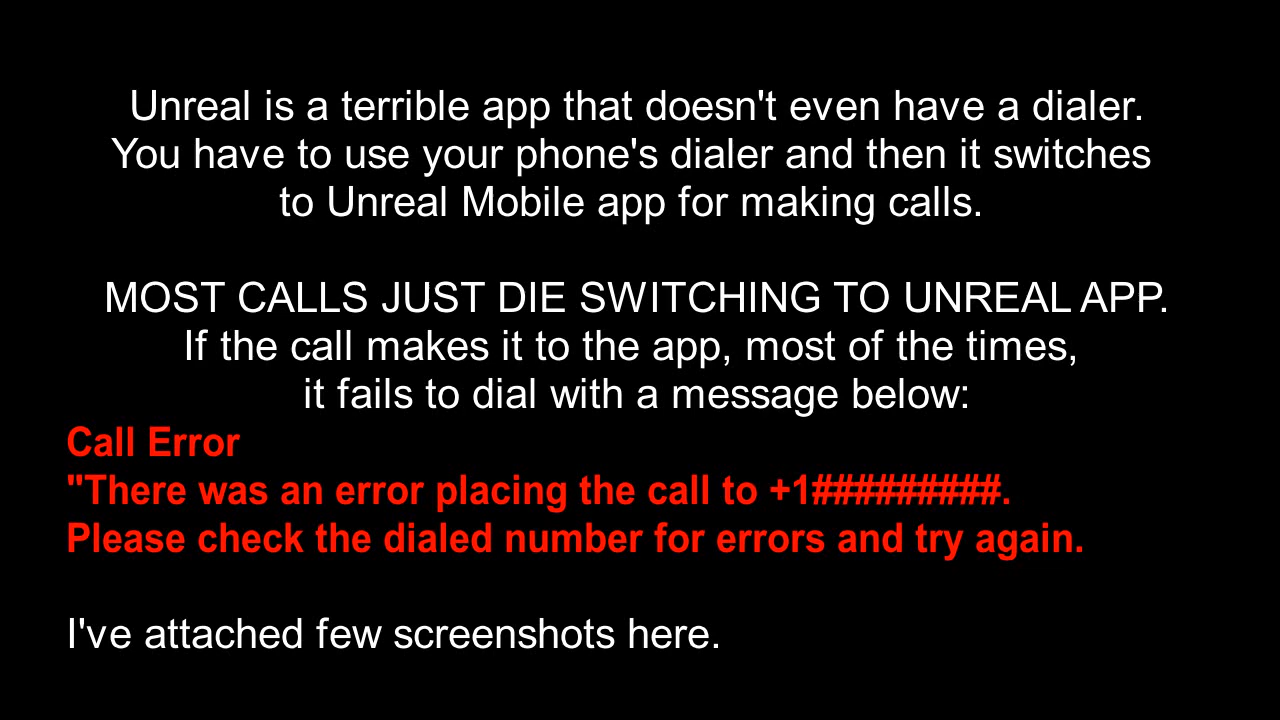 Unreal is a terrible app that doesn't even have a dialer.
You have to use your phone's dialer and then it switches
to Unreal Mobile app for making calls.
MOST CALLS JUST DIE SWITCHING TO UNREAL APP.
If the call makes it to the app, most of the times,
it fails to dial with a message below:
Call Error
"There was an error placing the call to +1#########.
Please check the dialed number for errors and try again.
I've attached few screenshots here.